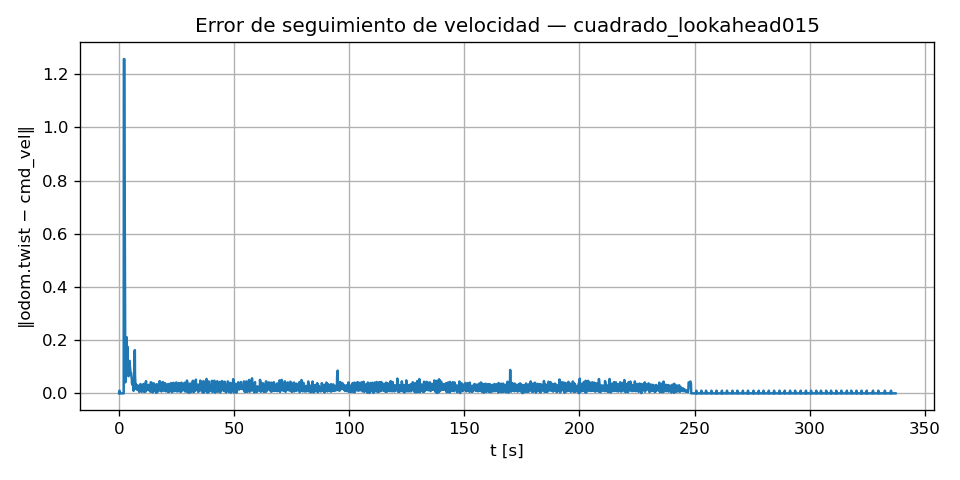 Error de seguimiento de velocidad — cuadrado_lookahead015
‖odom.twist − cmd_vel‖
1.2
1.0
0.8
0.6
0.4
0.2
0.0
0 50 100 150 200 250 300 350
t [s]